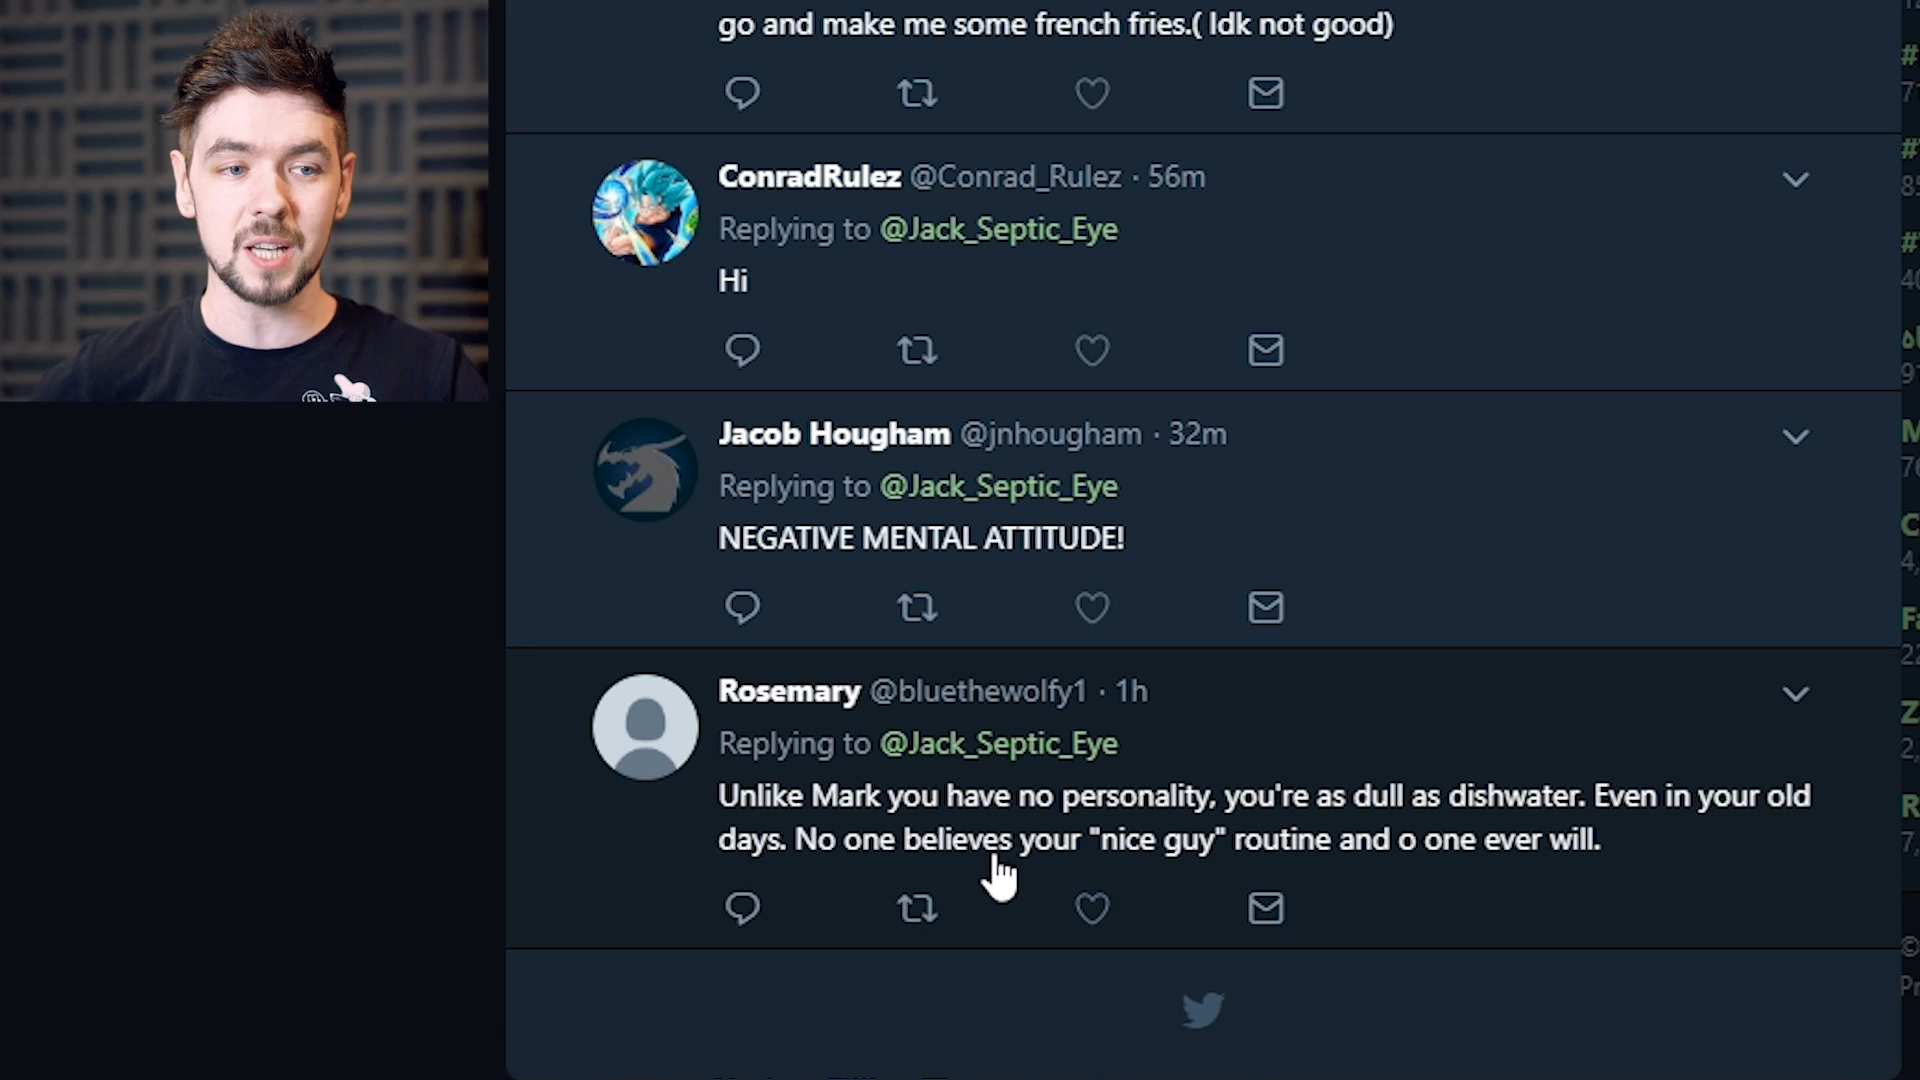 go and make me some french fries.( Idk not good)
ConradRulez @Conrad_Rulez · 56m
Replying to @Jack_Septic_Eye
Hi
Jacob Hougham @jnhougham · 32m
Replying to @Jack_Septic_Eye
NEGATIVE MENTAL ATTITUDE!
Rosemary @bluethewolfy1 · 1h
Replying to @Jack_Septic_Eye
Unlike Mark you have no personality, you're as dull as dishwater. Even in your old
days. No one believes your "nice guy" routine and o one ever will.